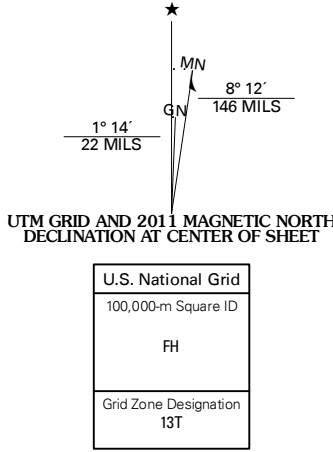 MN
8° 12´
146 MILS
GN
1° 14´
22 MILS
UTM GRID AND 2011 MAGNETIC NORTH
DECLINATION AT CENTER OF SHEET
U.S. National Grid
100,000-m Square ID
FH
Grid Zone Designation
13T